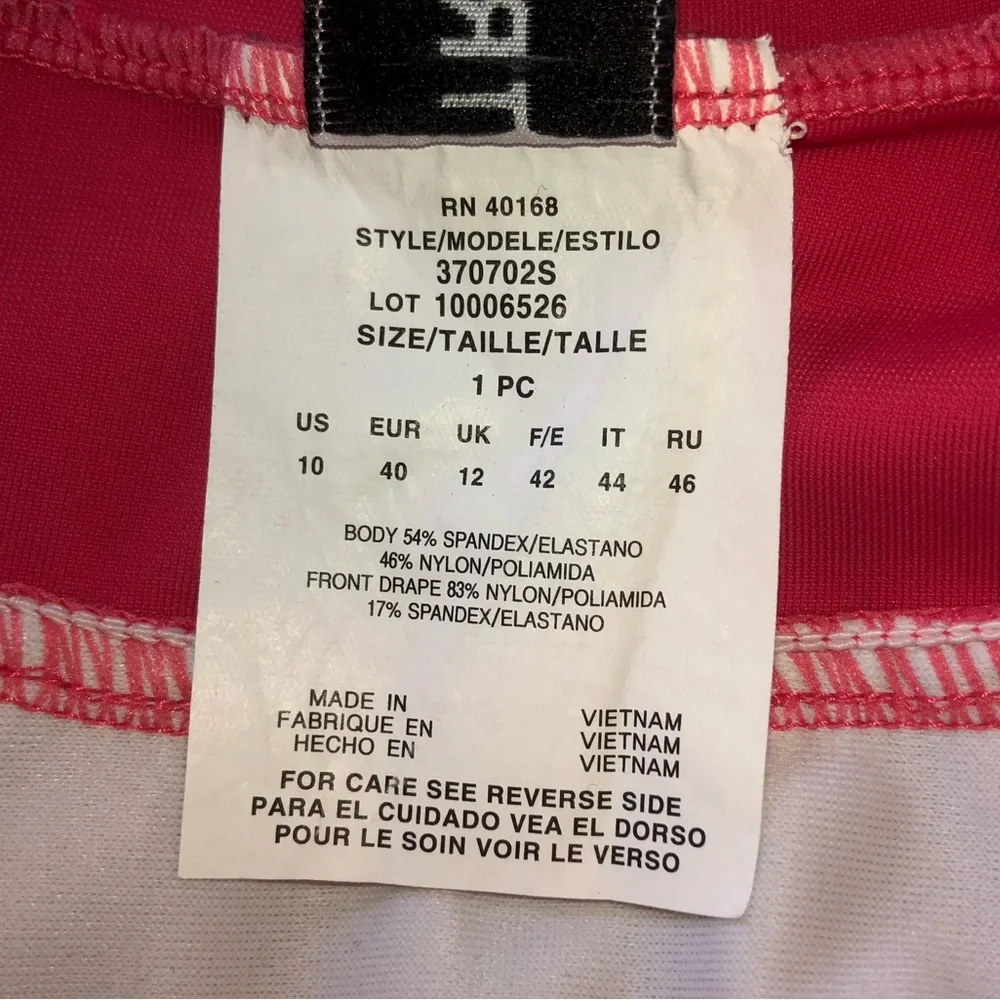 RN 40168
STYLE/MODELE/ESTILO
370702S
LOT 10006526
SIZE/TAILLE/TALLE
1 PC
US EUR UK F/E IT RU
10 40 12 42 44 46
BODY 54% SPANDEX/ELASTANO
46% NYLON/POLIAMIDA
FRONT DRAPE 83% NYLON/POLIAMIDA
17% SPANDEX/ELASTANO
MADE IN VIETNAM
FABRIQUE EN VIETNAM
HECHO EN VIETNAM
FOR CARE SEE REVERSE SIDE
PARA EL CUIDADO VEA EL DORSO
POUR LE SOIN VOIR LE VERSO